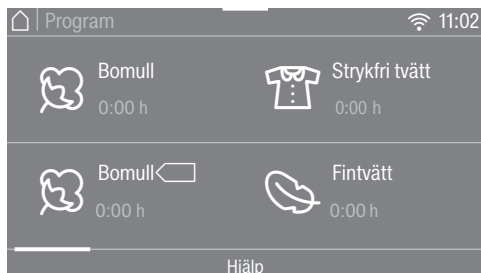 Program
11:02
Bomull
0:00 h
Strykfri tvätt
0:00 h
Bomull
0:00 h
Fintvätt
0:00 h
Hjälp